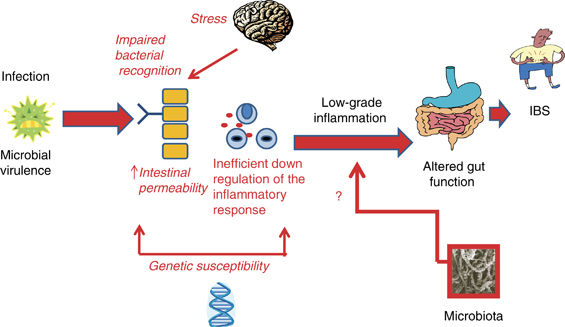 Stress
Impaired
bacterial
recognition
Infection
Microbial
virulence
↑ Intestinal
permeability
Inefficient down
regulation of the
inflammatory
response
Low-grade
inflammation
Altered gut
function
IBS
?
Genetic susceptibility
Microbiota